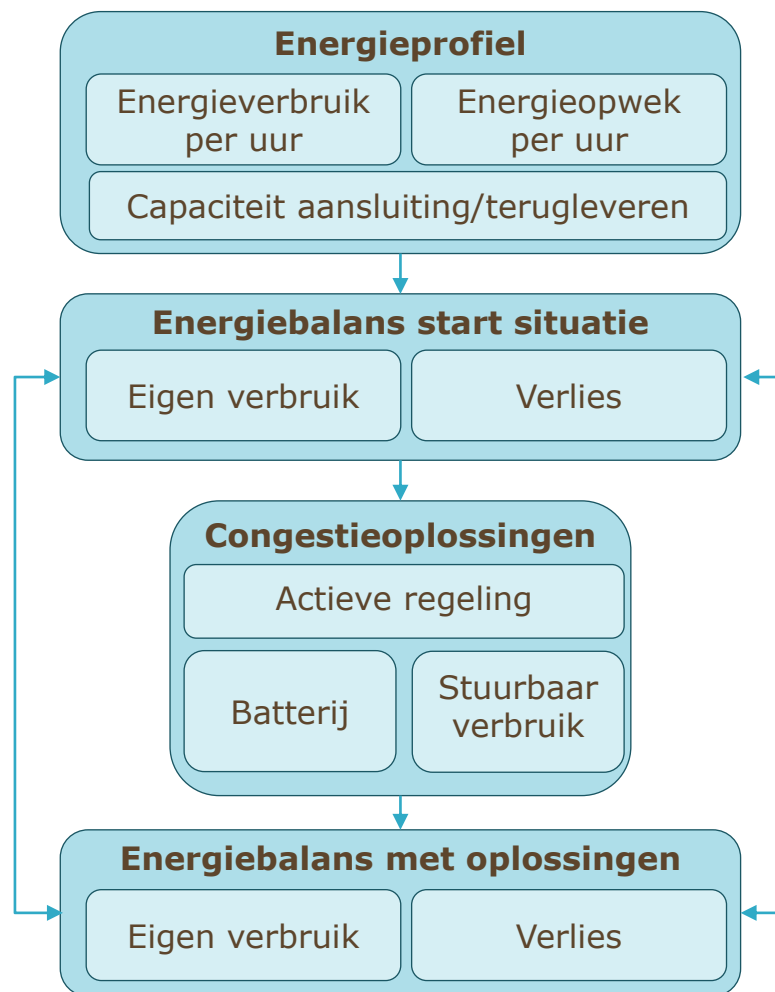 Energieprofiel
Energieverbruik
per uur
Energieopwek
per uur
Capaciteit aansluiting/terugleveren
Energiebalans start situatie
Eigen verbruik
Verlies
Congestieoplossingen
Actieve regeling
Batterij
Stuurbaar
verbruik
Energiebalans met oplossingen
Eigen verbruik
Verlies